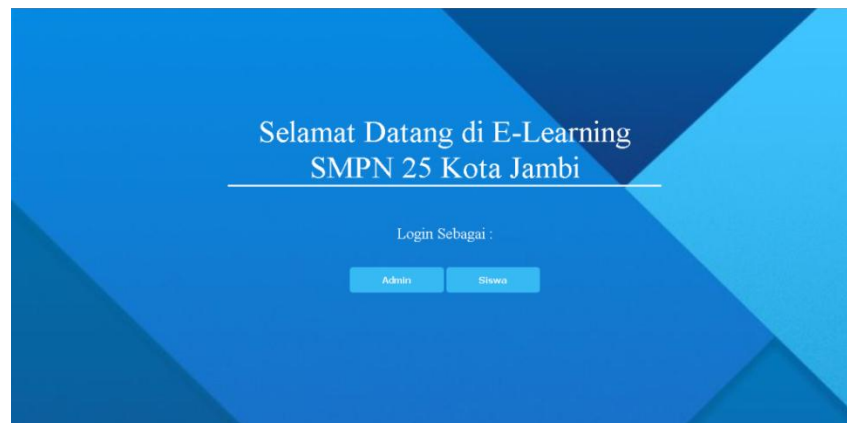 Selamat Datang di E-Learning
SMPN 25 Kota Jambi
Login Sebagai :
Admin Siswa